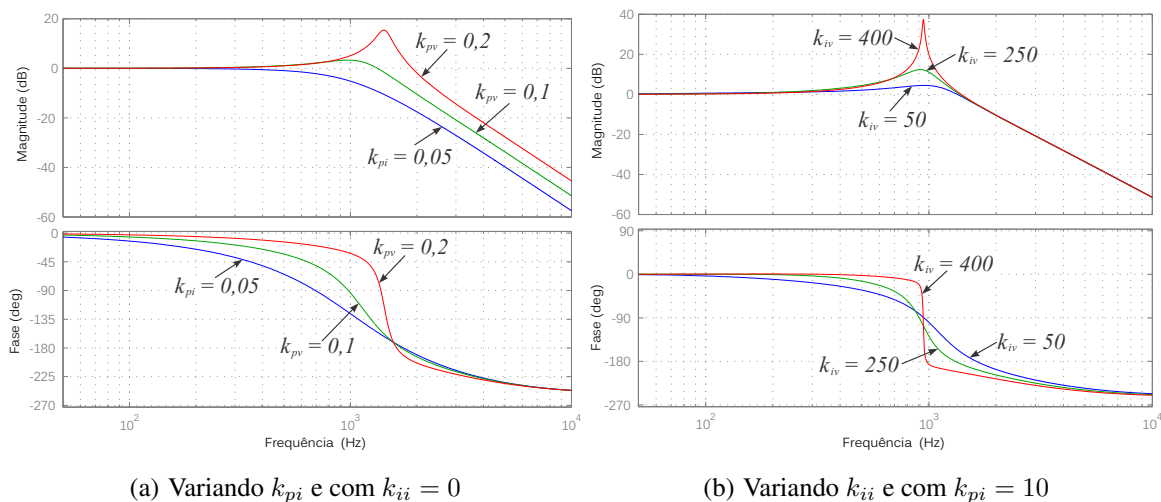 20
0
-20
-40
60
Magnitude (dB)
k_pv = 0,2
k_pv = 0,1
k_pi = 0,05
0
-45
-90
-135
-180
-225
-270
Fase (deg)
k_pv = 0,2
k_pi = 0,05
k_pv = 0,1
10^2
10^3
10^4
Frequência (Hz)
(a) Variando k_pi e com k_ii = 0
40
20
0
-20
-40
-60
Magnitude (dB)
k_iv = 400
k_iv = 250
k_iv = 50
90
0
-90
-180
-270
Fase (deg)
k_iv = 400
k_iv = 50
k_iv = 250
10^2
10^3
10^4
Frequência (Hz)
(b) Variando k_ii e com k_pi = 10